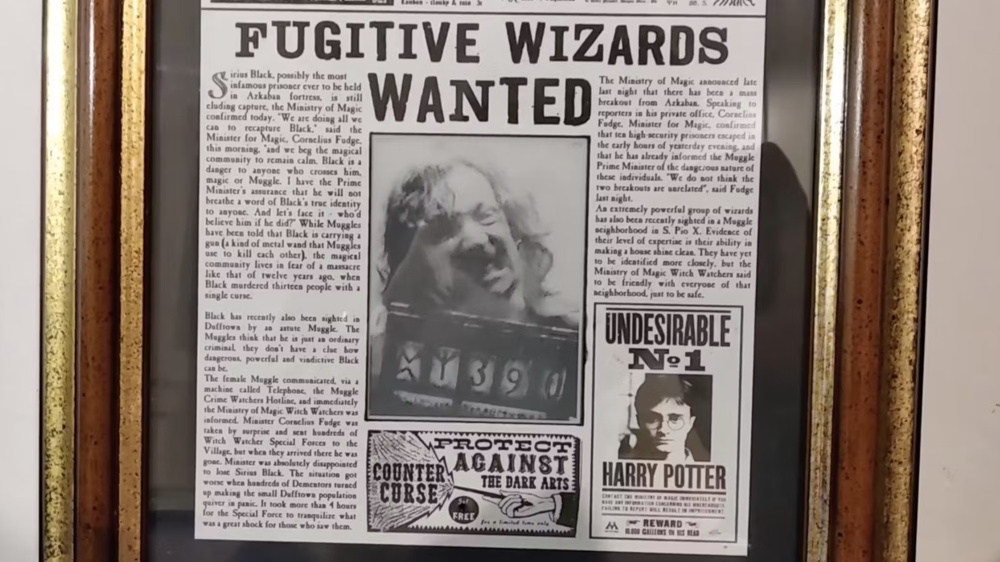 London - cloudy & rain 3c
FUGITIVE WIZARDS
WANTED
Sirius Black, possibly the most
infamous prisoner ever to be held
in Azkaban fortress, is still
eluding capture, the Ministry of Magic
confirmed today. "We are doing all we
can to recapture Black," said the
Minister for Magic, Cornelius Fudge,
this morning, "and we beg the magical
community to remain calm. Black is a
danger to anyone who crosses him,
magic or Muggle. I have the Prime
Minister's assurance that he will not
breathe a word of Black's true identity
to anyone. And let's face it - who'd
believe him if he did?" While Muggles
have been told that Black is carrying a
gun (a kind of metal wand that Muggles
use to kill each other), the magical
community lives in fear of a massacre
like that of twelve years ago, when
Black murdered thirteen people with a
single curse.
Black has recently also been sighted in
Dufftown by an astute Muggle. The
Muggles think that he is just an ordinary
criminal, they don't have a clue how
dangerous, powerful and vindictive Black
can be.
The female Muggle communicated, via a
machine called Telephone, the Muggle
Crime Watchers Hotline, and immediately
the Ministry of Magic Witch Watchers was
informed. Minister Cornelius Fudge was
taken by surprise and sent hundreds of
Witch Watcher Special Forces to the
Village, but when they arrived there he was
gone. Minister was absolutely disappointed
to lose Sirius Black. The situation got
worse when hundreds of Dementors turned
up making the small Dufftown population
quiver in panic. It took more than 4 hours
for the Special Force to tranquilize what
was a great shock for those who saw them.
390
COUNTER
CURSE
PROTECT
AGAINST
THE DARK ARTS
FREE
for a limited time only
The Ministry of Magic announced late
last night that there has been a mass
breakout from Azkaban. Speaking to
reporters in his private office, Cornelius
Fudge, Minister for Magic, confirmed
that ten high-security prisoners escaped in
the early hours of yesterday evening, and
that he has already informed the Muggle
Prime Minister of the dangerous nature of
these individuals. "We do not think the
two breakouts are unrelated", said Fudge
last night.
An extremely powerful group of wizards
has also been recently sighted in a Muggle
neighborhood in S. Pio X. Evidence of
their level of expertise is their ability in
making a house shine clean. They have yet
to be identified more closely, but the
Ministry of Magic Witch Watchers said
to be friendly with everyone of that
neighborhood, just to be safe.
UNDESIRABLE
No1
HARRY POTTER
CONTACT THE MINISTRY OF MAGIC IMMEDIATELY IF YOU
HAVE ANY INFORMATION CONCERNING HIS WHEREABOUTS.
FAILING TO REPORT WILL RESULT IN IMPRISONMENT
REWARD
10.000 GALLEONS ON HIS HEAD